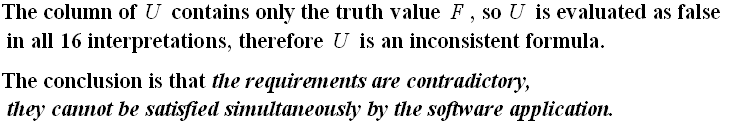 The column of U contains only the truth value F , so U is evaluated as false
in all 16 interpretations, therefore U is an inconsistent formula.
The conclusion is that the requirements are contradictory,
they cannot be satisfied simultaneously by the software application.